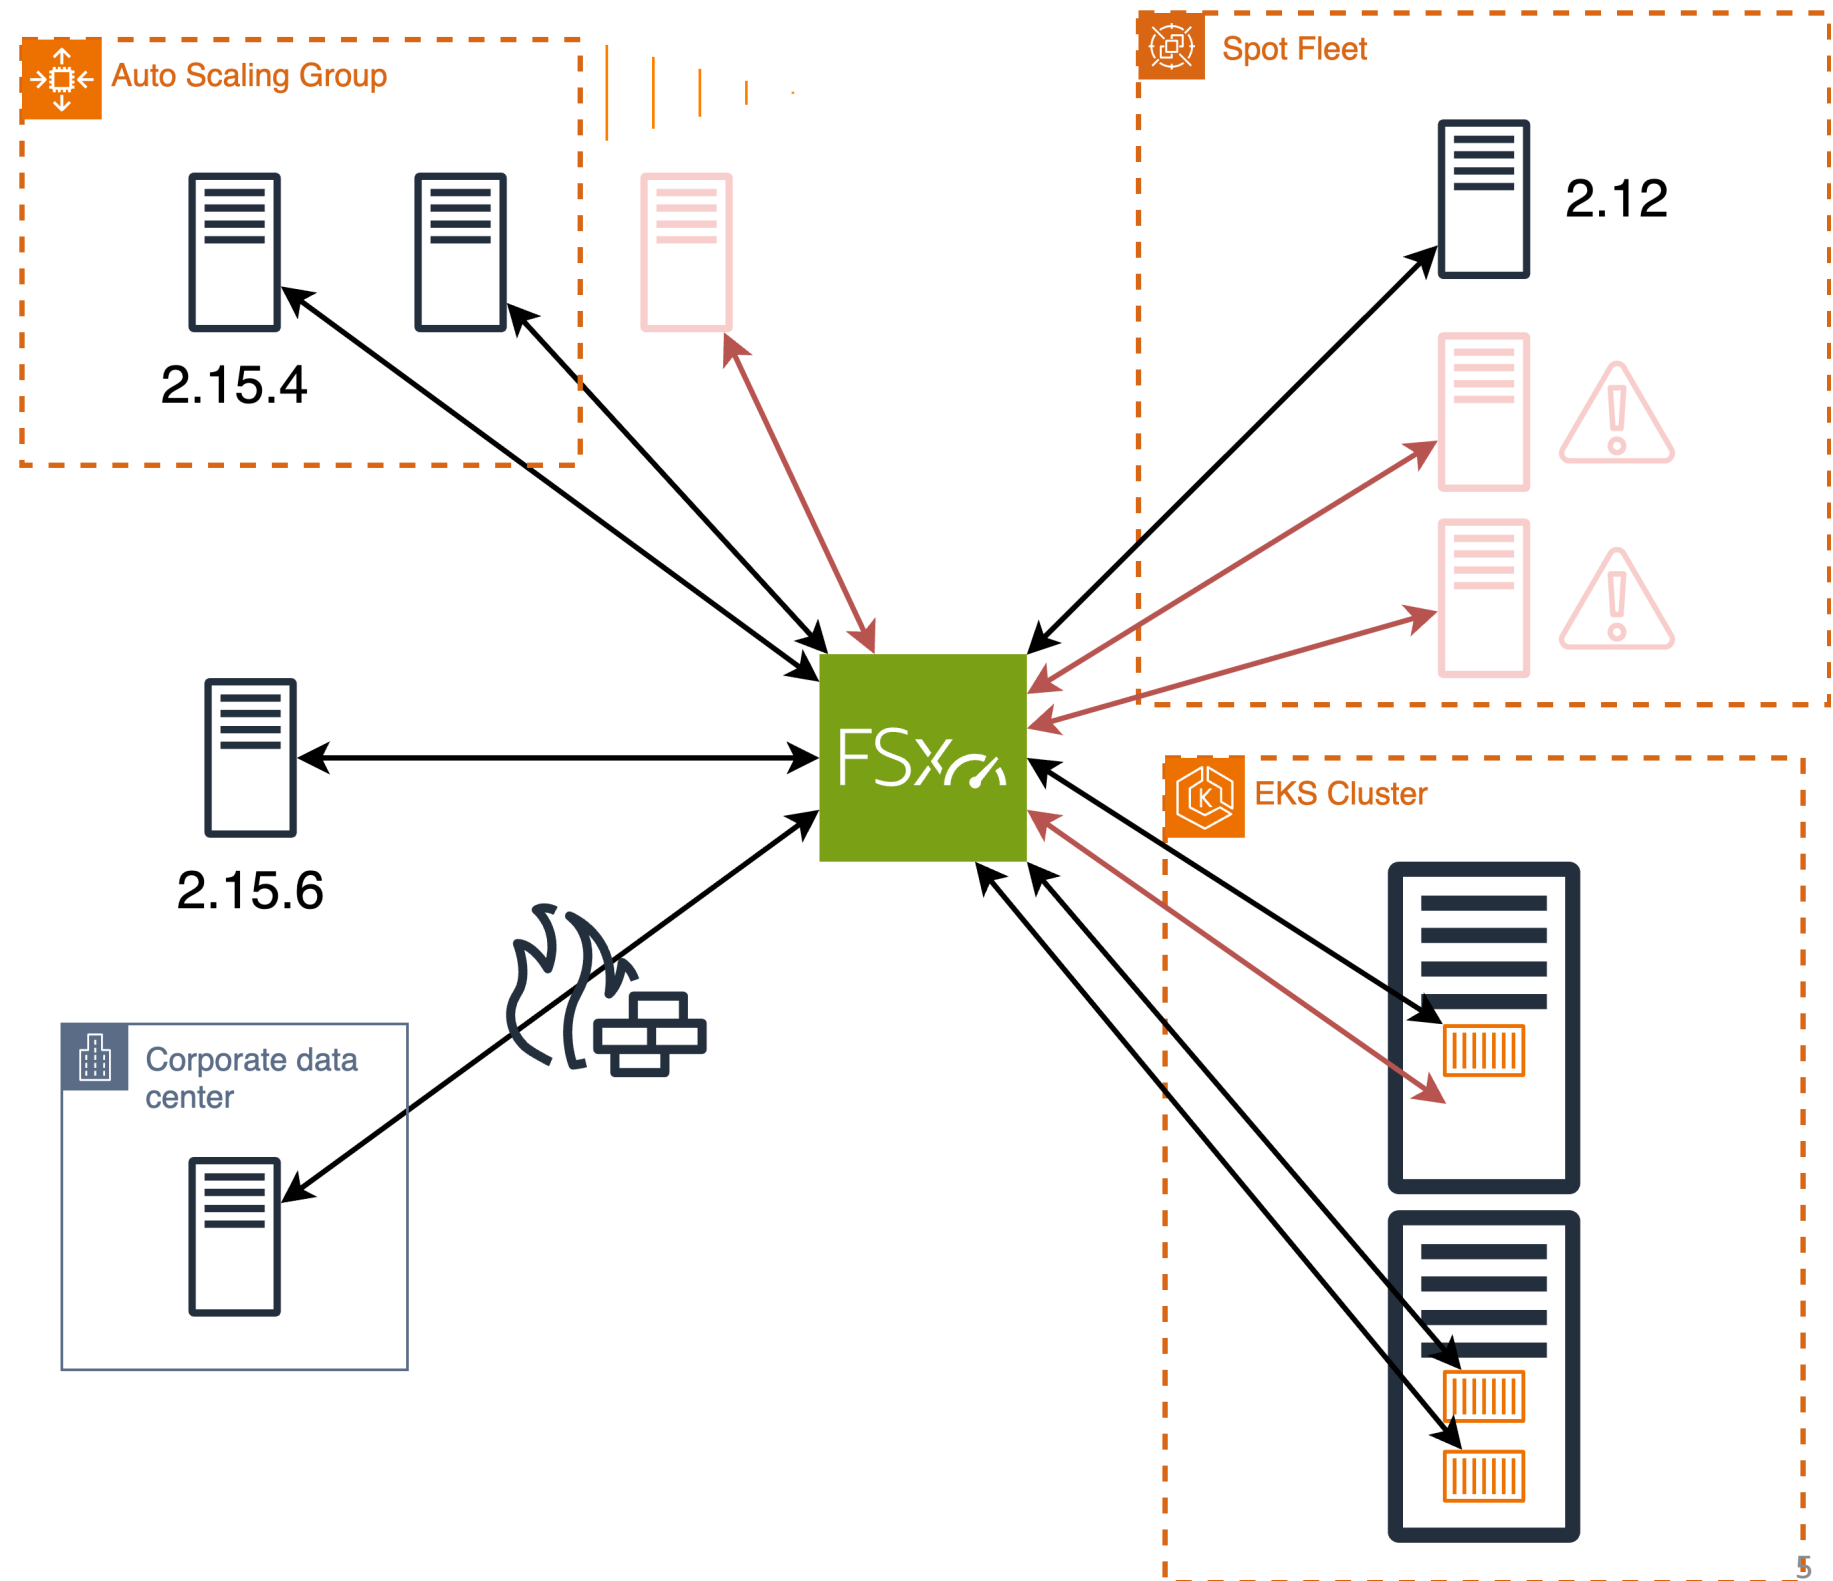 Auto Scaling Group
Spot Fleet
2.12
2.15.4
FSx
2.15.6
EKS Cluster
K
Corporate data
center
5